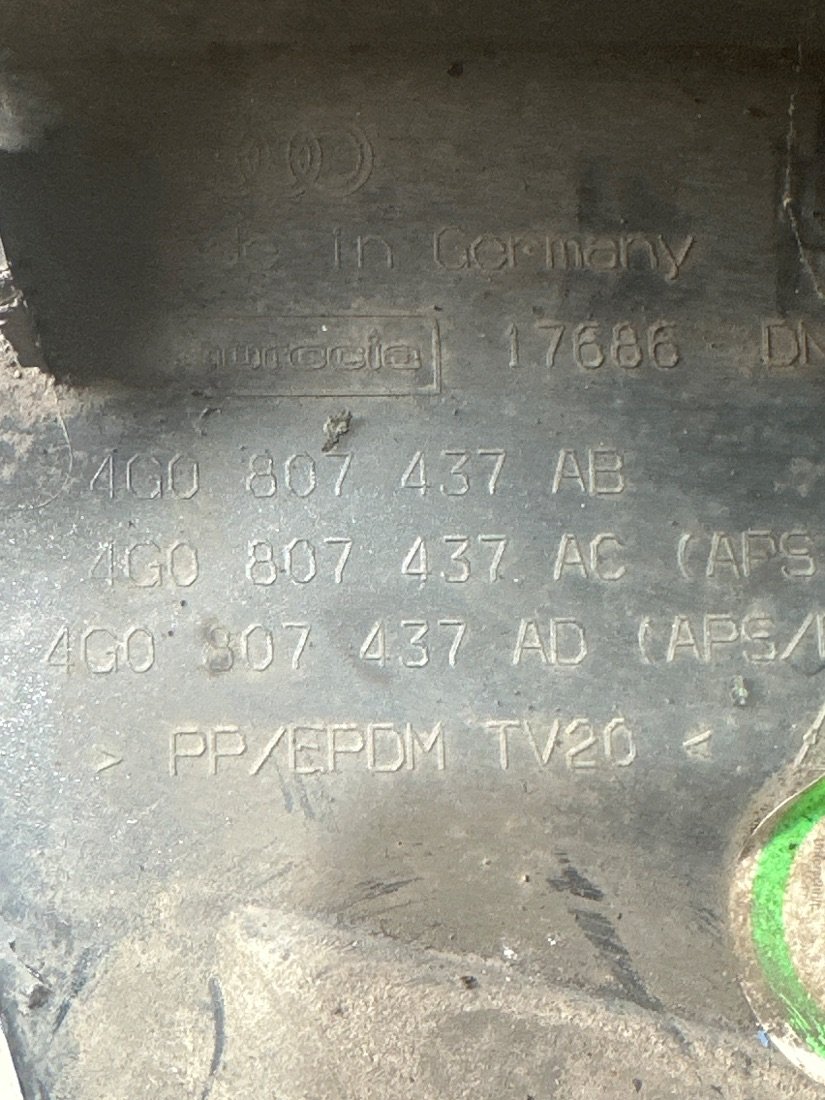 in Germany
17686 DN
4G0 807 437 AB
4G0 807 437 AC (APS
4G0 807 437 AD (APS/
> PP/EPDM TV20 <